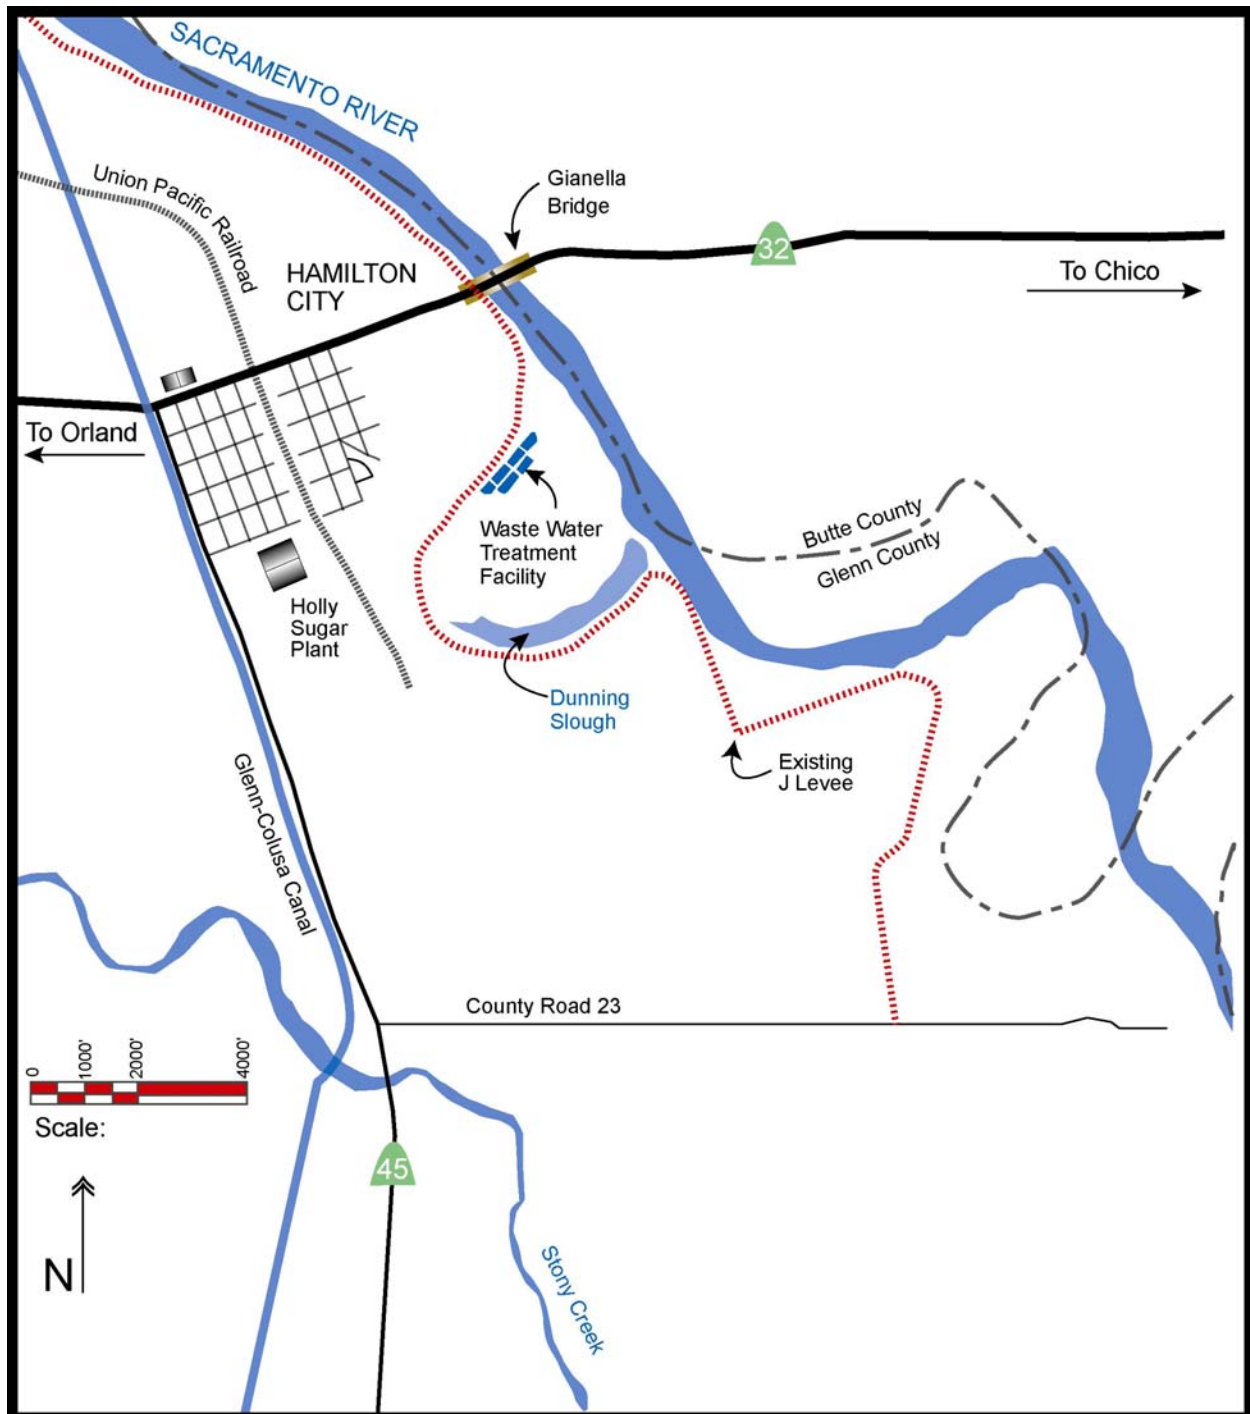 SACRAMENTO RIVER
Union Pacific Railroad
Gianella
Bridge
32
To Chico
HAMILTON
CITY
To Orland
Waste Water
Treatment
Facility
Butte County
Glenn County
Holly
Sugar
Plant
Dunning
Slough
Existing
J Levee
Glenn-Colusa Canal
County Road 23
0 1000' 2000' 4000'
Scale:
45
N
Stony Creek